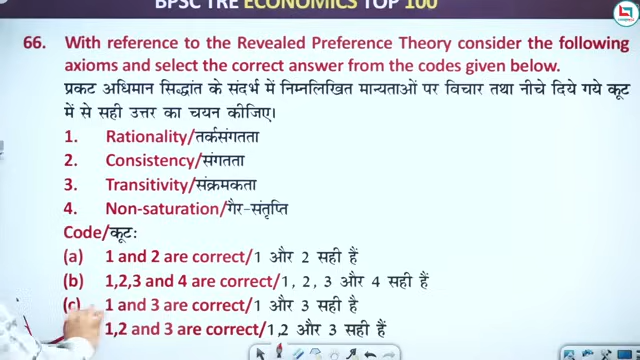 BPSC TRE ECONOMICS TOP 100
66. With reference to the Revealed Preference Theory consider the following
axioms and select the correct answer from the codes given below.
प्रकट अधिमान सिद्धांत के संदर्भ में निम्नलिखित मान्यताओं पर विचार तथा नीचे दिये गये कूट
में से सही उत्तर का चयन कीजिए।
1. Rationality/तर्कसंगतता
2. Consistency/संगतता
3. Transitivity/संक्रमकता
4. Non-saturation/गैर-संतृप्ति
Code/कूटः
(a) 1 and 2 are correct/1 और 2 सही हैं
(b) 1,2,3 and 4 are correct/1, 2, 3 और 4 सही हैं
(c) 1 and 3 are correct/1 और 3 सही है
1,2 and 3 are correct/1,2 और 3 सही हैं